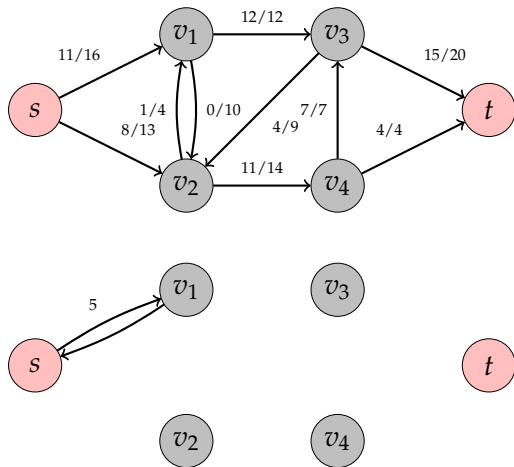 12/12
v1 v3
11/16 15/20
s 1/4 0/10 7/7 t
8/13 4/9 4/4
11/14
v2 v4
v1 v3
5
s t
v2 v4